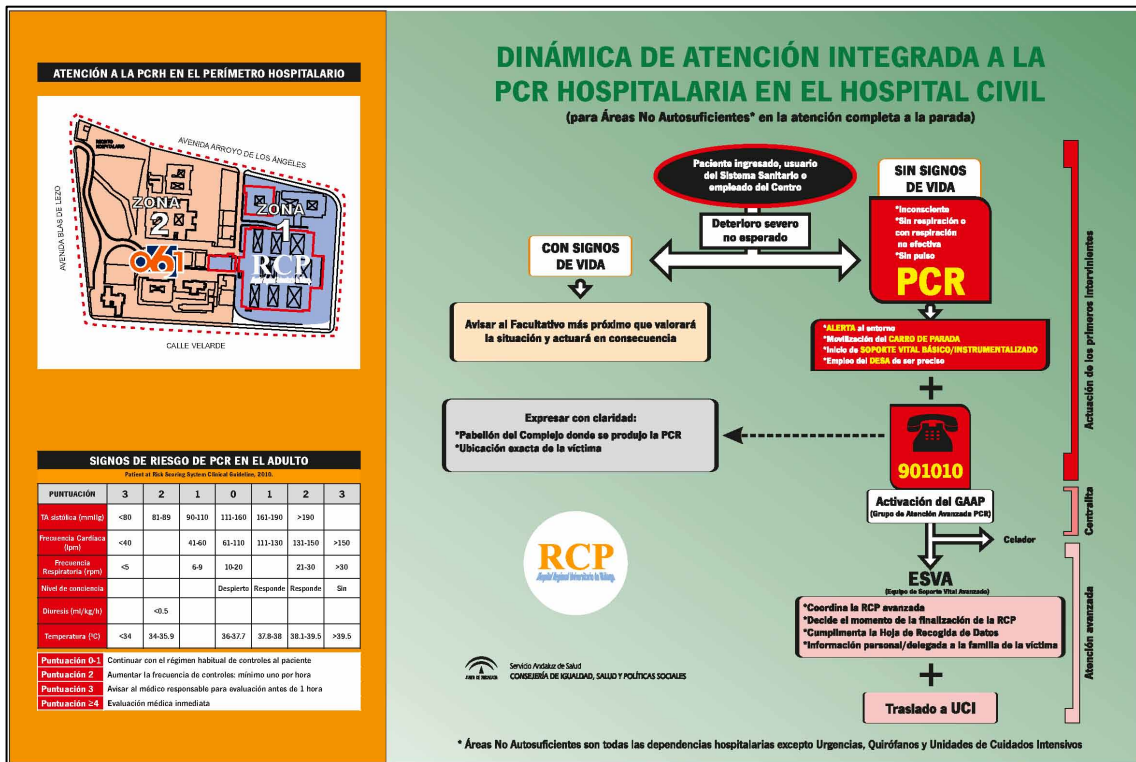 ATENCIÓN A LA PCRH EN EL PERÍMETRO HOSPITALARIO
AVENIDA ARROYO DE LOS ÁNGELES
RECINTO
HOSPITALARIO
AVENIDA BLAS DE LEZO
ZONA
2
ZONA
1
061
RCP
CALLE VELARDE
SIGNOS DE RIESGO DE PCR EN EL ADULTO
Patient at Risk Scoring System Clinical Guideline, 2010.
PUNTUACIÓN 3 2 1 0 1 2 3
TA sistólica (mmHg) <80 81-89 90-110 111-160 161-190 >190
Frecuencia Cardíaca (lpm) <40 41-60 61-110 111-130 131-150 >150
Frecuencia Respiratoria (rpm) <5 6-9 10-20 21-30 >30
Nivel de conciencia Despierto Responde Responde Sin
Diuresis (ml/kg/h) <0.5
Temperatura (ºC) <34 34-35.9 36-37.7 37.8-38 38.1-39.5 >39.5
Puntuación 0-1 Continuar con el régimen habitual de controles al paciente
Puntuación 2 Aumentar la frecuencia de controles: mínimo uno por hora
Puntuación 3 Avisar al médico responsable para evaluación antes de 1 hora
Puntuación ≥4 Evaluación médica inmediata
DINÁMICA DE ATENCIÓN INTEGRADA A LA
PCR HOSPITALARIA EN EL HOSPITAL CIVIL
(para Áreas No Autosuficientes* en la atención completa a la parada)
Paciente ingresado, usuario
del Sistema Sanitario o
empleado del Centro
Deterioro severo
no esperado
CON SIGNOS
DE VIDA
Avisar al Facultativo más próximo que valorará
la situación y actuará en consecuencia
SIN SIGNOS
DE VIDA
*Inconsciente
*Sin respiración o
con respiración
no efectiva
*Sin pulso
PCR
*ALERTA al entorno
*Movilización del CARRO DE PARADA
*Inicio de SOPORTE VITAL BÁSICO/INSTRUMENTALIZADO
*Empleo del DESA de ser preciso
+
901010
Expresar con claridad:
*Pabellón del Complejo donde se produjo la PCR
*Ubicación exacta de la víctima
Activación del GAAP
(Grupo de Atención Avanzada PCR)
Celador
ESVA
(Equipo de Soporte Vital Avanzado)
*Coordina la RCP avanzada
*Decide el momento de la finalización de la RCP
*Cumplimenta la Hoja de Recogida de Datos
*Información personal/delegada a la familia de la víctima
+
Traslado a UCI
Actuación de los primeros intervinientes
Centralita
Atención avanzada
RCP
Hospital Regional Universitario de Málaga
JUNTA DE ANDALUCIA
Servicio Andaluz de Salud
CONSEJERÍA DE IGUALDAD, SALUD Y POLÍTICAS SOCIALES
* Áreas No Autosuficientes son todas las dependencias hospitalarias excepto Urgencias, Quirófanos y Unidades de Cuidados Intensivos